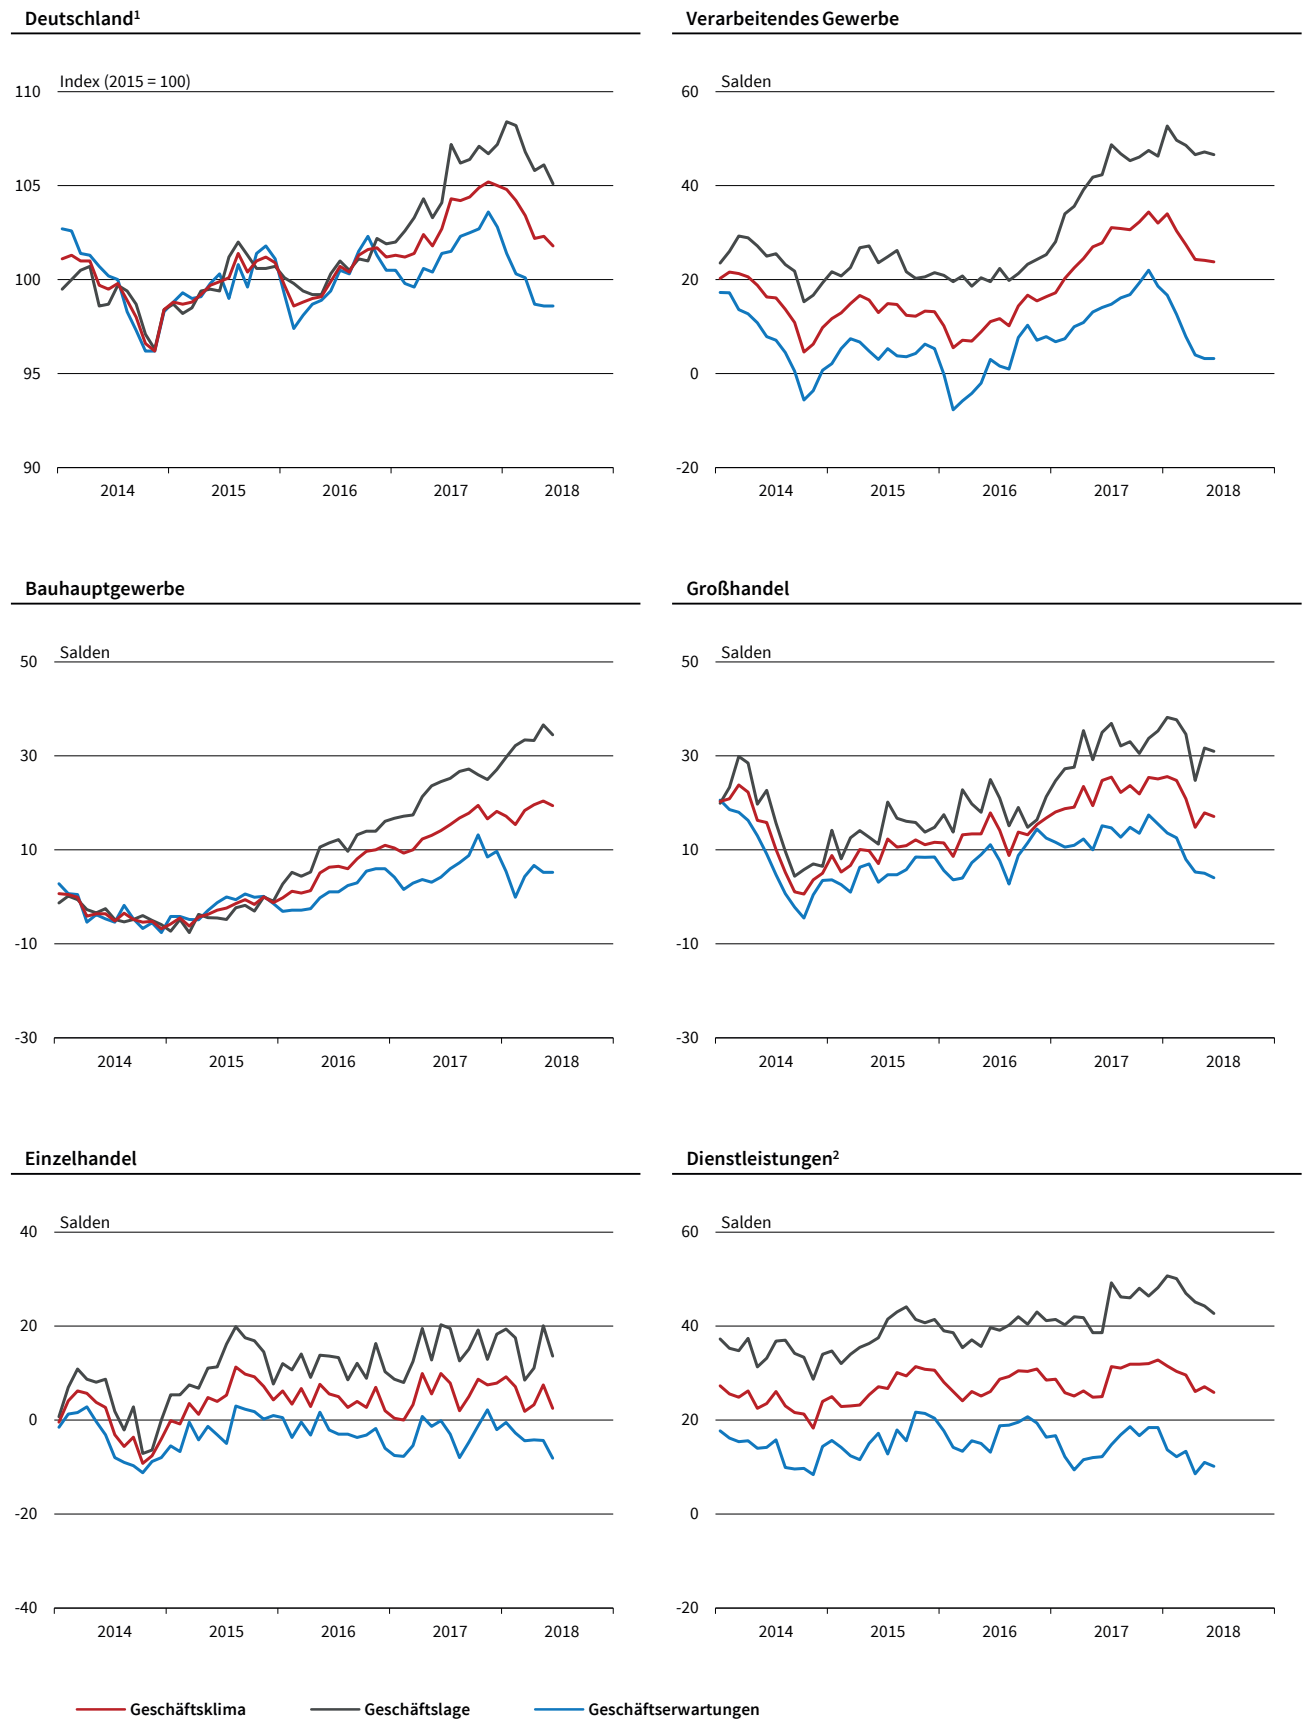 Deutschland¹
Index (2015 = 100)
110
105
100
95
90
2014 2015 2016 2017 2018
Verarbeitendes Gewerbe
Salden
60
40
20
0
-20
2014 2015 2016 2017 2018
Bauhauptgewerbe
Salden
50
30
10
-10
-30
2014 2015 2016 2017 2018
Großhandel
Salden
50
30
10
-10
-30
2014 2015 2016 2017 2018
Einzelhandel
Salden
40
20
0
-20
-40
2014 2015 2016 2017 2018
Dienstleistungen²
Salden
60
40
20
0
-20
2014 2015 2016 2017 2018
Geschäftsklima Geschäftslage Geschäftserwartungen